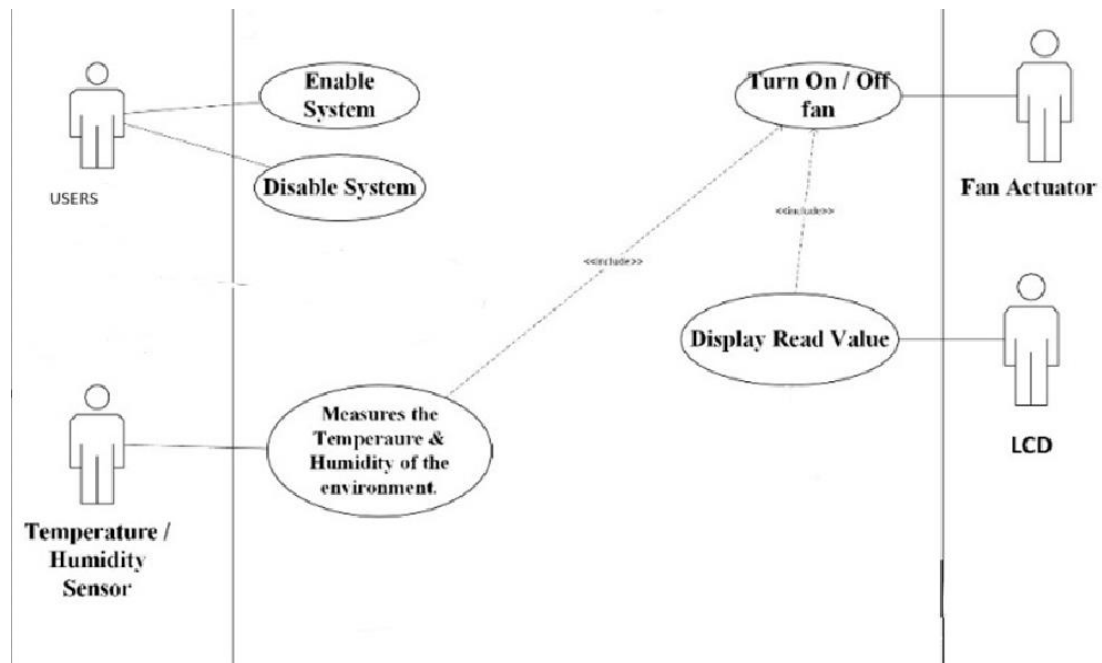 Enable
System
Turn On / Off
fan
USERS
Disable System
Fan Actuator
<<include>>
<<include>>
Display Read Value
Measures the
Temperaure &
Humidity of the
environment.
LCD
Temperature /
Humidity
Sensor